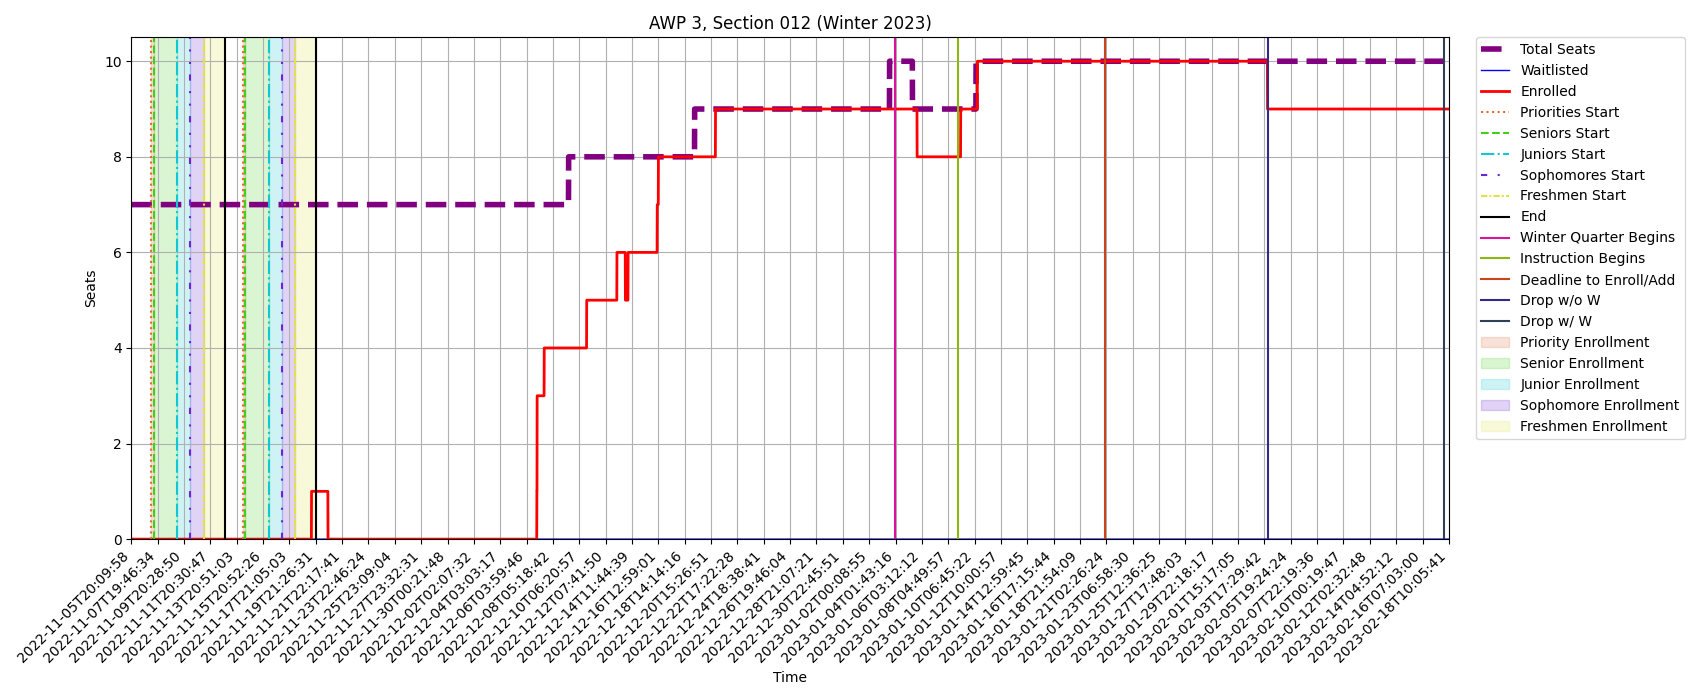 AWP 3, Section 012 (Winter 2023)
Seats
10
8
6
4
2
0
2022-11-05T20:09:58
2022-11-07T19:46:34
2022-11-09T20:28:50
2022-11-11T20:30:47
2022-11-13T20:51:03
2022-11-15T20:52:26
2022-11-17T21:05:03
2022-11-19T21:26:31
2022-11-21T22:17:41
2022-11-23T22:46:24
2022-11-25T23:09:04
2022-11-27T23:32:31
2022-11-30T00:21:48
2022-12-02T02:07:32
2022-12-04T03:03:17
2022-12-06T03:59:46
2022-12-08T05:18:42
2022-12-10T06:20:57
2022-12-12T07:41:50
2022-12-14T11:44:39
2022-12-16T12:59:01
2022-12-18T14:14:16
2022-12-20T15:26:51
2022-12-22T17:22:28
2022-12-24T18:38:41
2022-12-26T19:46:04
2022-12-28T21:07:21
2022-12-30T22:45:51
2023-01-02T00:08:55
2023-01-04T01:43:16
2023-01-06T03:12:12
2023-01-08T04:49:57
2023-01-10T06:45:22
2023-01-12T10:00:57
2023-01-14T12:59:45
2023-01-16T17:15:44
2023-01-18T21:54:09
2023-01-21T02:26:24
2023-01-23T06:58:30
2023-01-25T12:36:25
2023-01-27T17:48:03
2023-01-29T22:18:17
2023-02-01T15:17:05
2023-02-03T17:29:42
2023-02-05T19:24:24
2023-02-07T22:19:36
2023-02-10T00:19:47
2023-02-12T02:32:48
2023-02-14T04:52:12
2023-02-16T07:03:00
2023-02-18T10:05:41
Time
Total Seats
Waitlisted
Enrolled
Priorities Start
Seniors Start
Juniors Start
Sophomores Start
Freshmen Start
End
Winter Quarter Begins
Instruction Begins
Deadline to Enroll/Add
Drop w/o W
Drop w/ W
Priority Enrollment
Senior Enrollment
Junior Enrollment
Sophomore Enrollment
Freshmen Enrollment